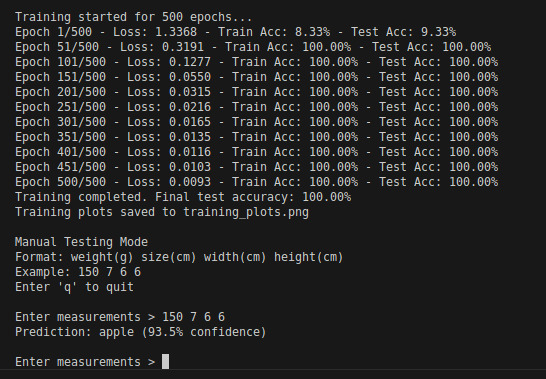 Training started for 500 epochs...
Epoch 1/500 - Loss: 1.3368 - Train Acc: 8.33% - Test Acc: 9.33%
Epoch 51/500 - Loss: 0.3191 - Train Acc: 100.00% - Test Acc: 100.00%
Epoch 101/500 - Loss: 0.1277 - Train Acc: 100.00% - Test Acc: 100.00%
Epoch 151/500 - Loss: 0.0550 - Train Acc: 100.00% - Test Acc: 100.00%
Epoch 201/500 - Loss: 0.0315 - Train Acc: 100.00% - Test Acc: 100.00%
Epoch 251/500 - Loss: 0.0216 - Train Acc: 100.00% - Test Acc: 100.00%
Epoch 301/500 - Loss: 0.0165 - Train Acc: 100.00% - Test Acc: 100.00%
Epoch 351/500 - Loss: 0.0135 - Train Acc: 100.00% - Test Acc: 100.00%
Epoch 401/500 - Loss: 0.0116 - Train Acc: 100.00% - Test Acc: 100.00%
Epoch 451/500 - Loss: 0.0103 - Train Acc: 100.00% - Test Acc: 100.00%
Epoch 500/500 - Loss: 0.0093 - Train Acc: 100.00% - Test Acc: 100.00%
Training completed. Final test accuracy: 100.00%
Training plots saved to training_plots.png
Manual Testing Mode
Format: weight(g) size(cm) width(cm) height(cm)
Example: 150 7 6 6
Enter 'q' to quit
Enter measurements > 150 7 6 6
Prediction: apple (93.5% confidence)
Enter measurements >